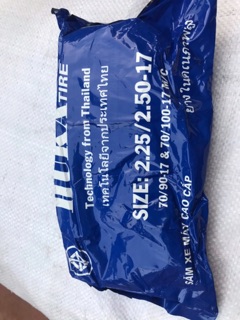 TIRE
Technology from Thailand
เทคโนโลยีจากประเทศไทย
SIZE: 2.25/2.50-17
70/90-17 & 70/100-17 M/C
SĂM XE MÁY CAO CẤP